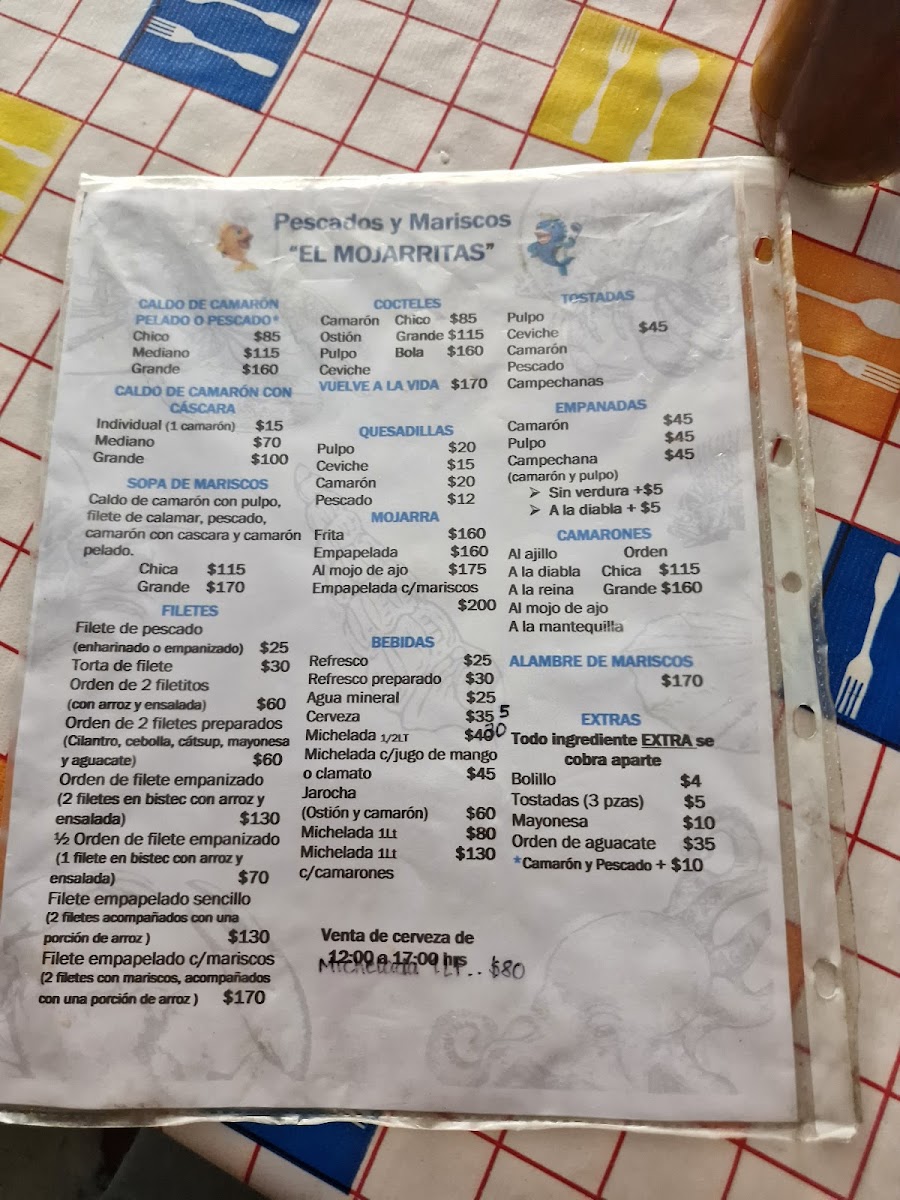 Pescados y Mariscos
"EL MOJARRITAS"
CALDO DE CAMARÓN
PELADO O PESCADO*
Chico $85
Mediano $115
Grande $160
CALDO DE CAMARÓN CON
CÁSCARA
Individual (1 camarón) $15
Mediano $70
Grande $100
SOPA DE MARISCOS
Caldo de camarón con pulpo,
filete de calamar, pescado,
camarón con cascara y camarón
pelado.
Chica $115
Grande $170
FILETES
Filete de pescado
(enharinado o empanizado) $25
Torta de filete $30
Orden de 2 filetitos
(con arroz y ensalada) $60
Orden de 2 filetes preparados
(Cilantro, cebolla, cátsup, mayonesa
y aguacate) $60
Orden de filete empanizado
(2 filetes en bistec con arroz y
ensalada) $130
½ Orden de filete empanizado
(1 filete en bistec con arroz y
ensalada) $70
Filete empapelado sencillo
(2 filetes acompañados con una
porción de arroz ) $130
Filete empapelado c/mariscos
(2 filetes con mariscos, acompañados
con una porción de arroz ) $170
COCTELES
Camarón Chico $85
Ostión Grande $115
Pulpo Bola $160
Ceviche
VUELVE A LA VIDA $170
QUESADILLAS
Pulpo $20
Ceviche $15
Camarón $20
Pescado $12
MOJARRA
Frita $160
Empapelada $160
Al mojo de ajo $175
Empapelada c/mariscos
$200
BEBIDAS
Refresco $25
Refresco preparado $30
Agua mineral $25
Cerveza $35 5
Michelada 1/2LT $40
Michelada c/jugo de mango
o clamato $45
Jarocha
(Ostión y camarón) $60
Michelada 1Lt $80
Michelada 1Lt $130
c/camarones
Venta de cerveza de
12:00 a 17:00 hrs
Michelada 1LT.. $80
TOSTADAS
Pulpo
Ceviche $45
Camarón
Pescado
Campechanas
EMPANADAS
Camarón $45
Pulpo $45
Campechana $45
(camarón y pulpo)
➢ Sin verdura +$5
➢ A la diabla + $5
CAMARONES
Al ajillo Orden
A la diabla Chica $115
A la reina Grande $160
Al mojo de ajo
A la mantequilla
ALAMBRE DE MARISCOS
$170
EXTRAS
Todo ingrediente EXTRA se
cobra aparte
Bolillo $4
Tostadas (3 pzas) $5
Mayonesa $10
Orden de aguacate $35
*Camarón y Pescado + $10